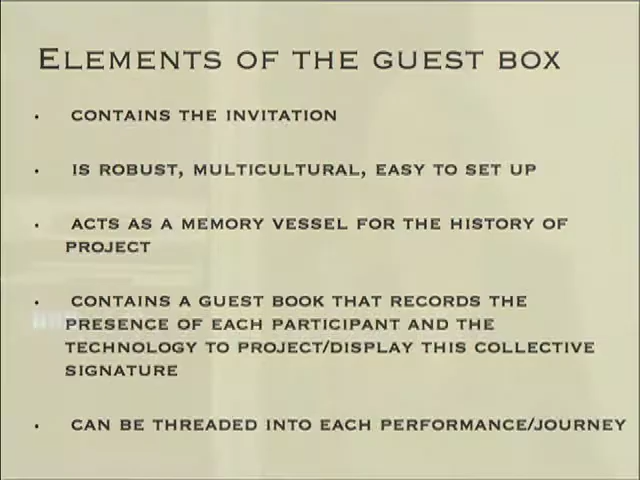 ELEMENTS OF THE GUEST BOX
• CONTAINS THE INVITATION
• IS ROBUST, MULTICULTURAL, EASY TO SET UP
• ACTS AS A MEMORY VESSEL FOR THE HISTORY OF
PROJECT
• CONTAINS A GUEST BOOK THAT RECORDS THE
PRESENCE OF EACH PARTICIPANT AND THE
TECHNOLOGY TO PROJECT/DISPLAY THIS COLLECTIVE
SIGNATURE
• CAN BE THREADED INTO EACH PERFORMANCE/JOURNEY